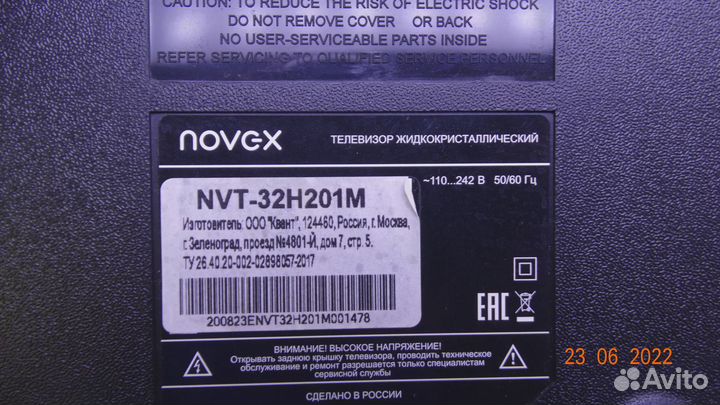 CAUTION: TO REDUCE THE RISK OF ELECTRIC SHOCK
DO NOT REMOVE COVER OR BACK
NO USER-SERVICEABLE PARTS INSIDE
REFER SERVICING TO QUALIFIED SERVICE PERSONNEL
novex
ТЕЛЕВИЗОР ЖИДКОКРИСТАЛЛИЧЕСКИЙ
~110...242 В 50/60 Гц
NVT-32H201M
Изготовитель: ООО "Квант", 124460, Россия, г. Москва,
г. Зеленоград, проезд №4801-Й, дом 7, стр. 5.
ТУ 26.40.20-002-02898057-2017
200823ENVT32H201M001478
EAC
ВНИМАНИЕ! ВЫСОКОЕ НАПРЯЖЕНИЕ!
Открывать заднюю крышку телевизора, проводить техническое
обслуживание и ремонт разрешается только специалистам
сервисной службы
СДЕЛАНО В РОССИИ
23 06 2022
Avito